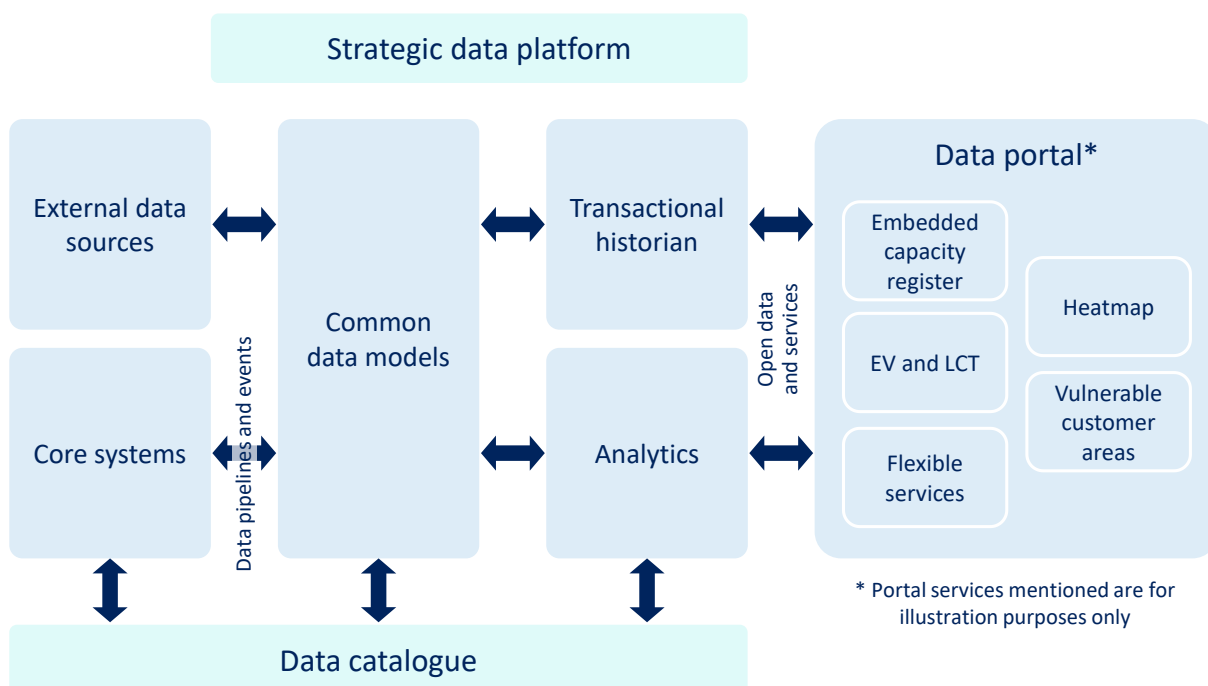 Strategic data platform
External data
sources
Core systems
Data pipelines and events
Common
data models
Transactional
historian
Analytics
Open data
and services
Data portal*
Embedded
capacity
register
EV and LCT
Flexible
services
Heatmap
Vulnerable
customer
areas
* Portal services mentioned are for
illustration purposes only
Data catalogue